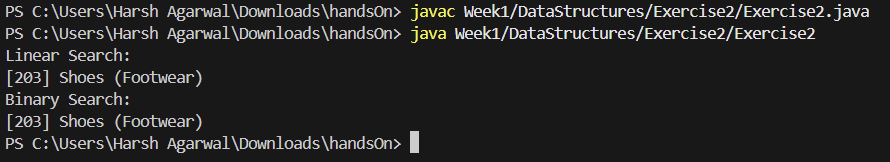 PS C:\Users\Harsh Agarwal\Downloads\handsOn> javac Week1/DataStructures/Exercise2/Exercise2.java
PS C:\Users\Harsh Agarwal\Downloads\handsOn> java Week1/DataStructures/Exercise2/Exercise2
Linear Search:
[203] Shoes (Footwear)
Binary Search:
[203] Shoes (Footwear)
PS C:\Users\Harsh Agarwal\Downloads\handsOn>